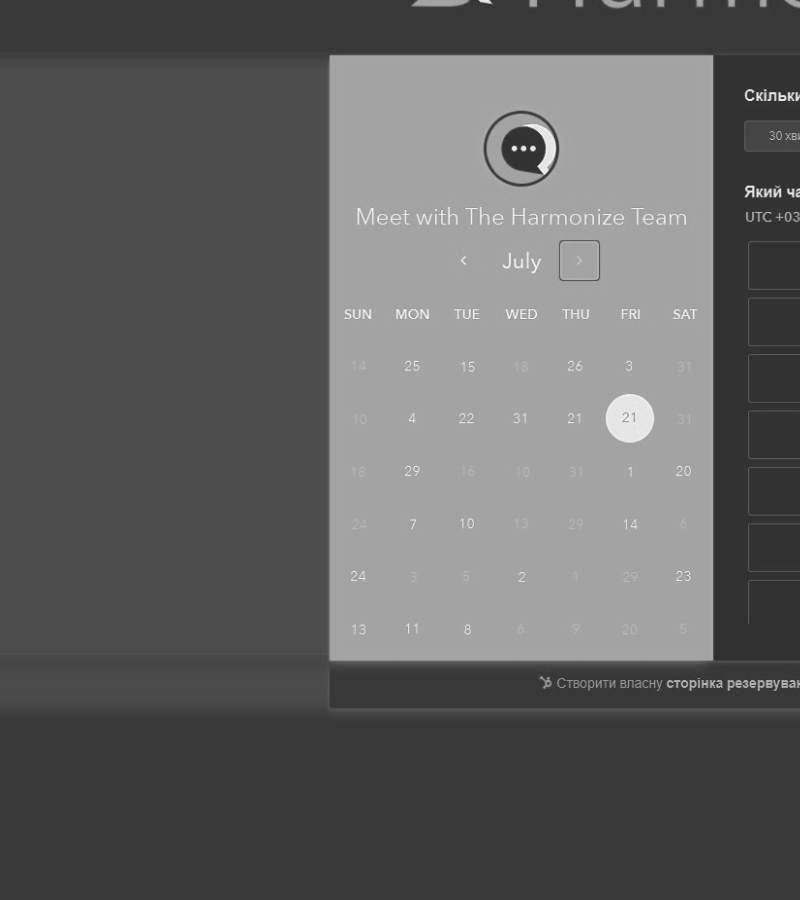 Скільки
30 хви
Який ча
UTC +03
Meet with The Harmonize Team
July
SUN MON TUE WED THU FRI SAT
14 25 15 18 26 3 31
10 4 22 31 21 21 31
18 29 16 10 31 1 20
24 7 10 13 29 14 6
24 3 5 2 1 29 23
13 11 8 6 9 20 5
Створити власну сторінка резервуван